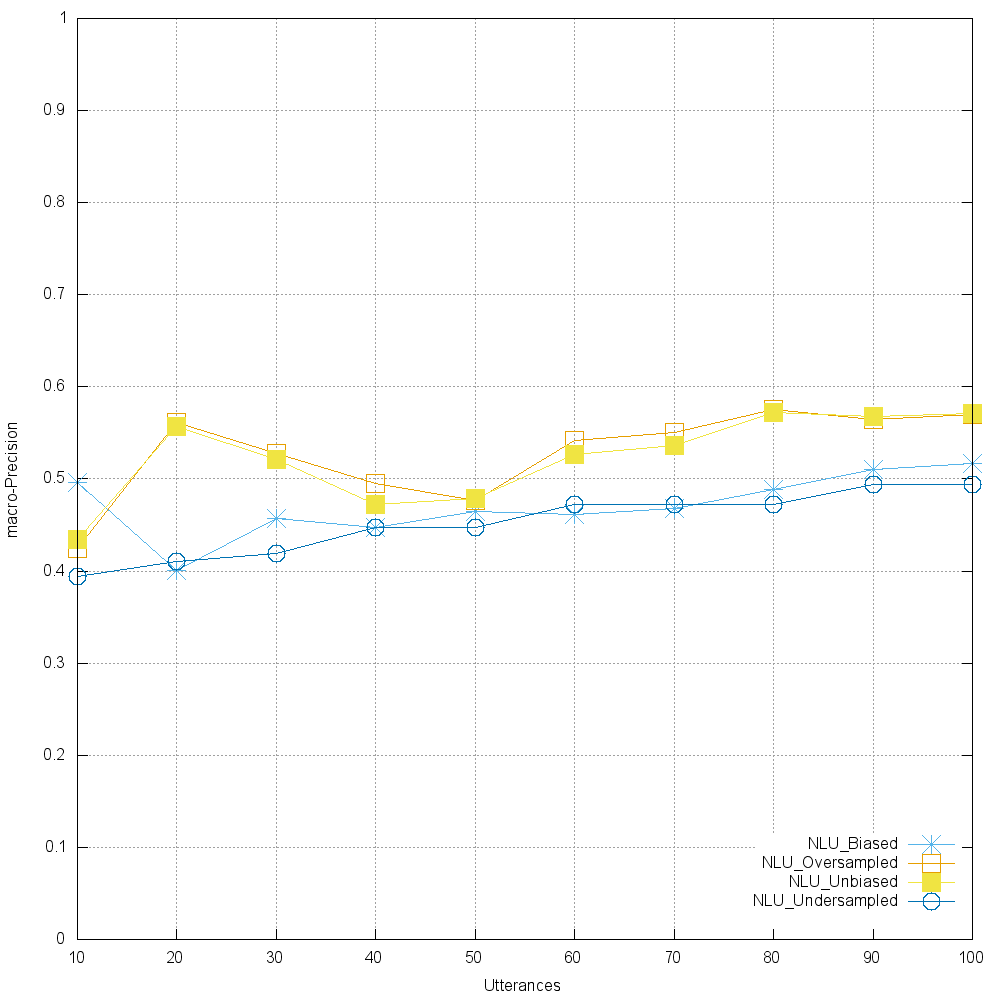 1
0.9
0.8
0.7
0.6
0.5
0.4
0.3
0.2
0.1
0
macro-Precision
10 20 30 40 50 60 70 80 90 100
Utterances
NLU_Biased
NLU_Oversampled
NLU_Unbiased
NLU_Undersampled